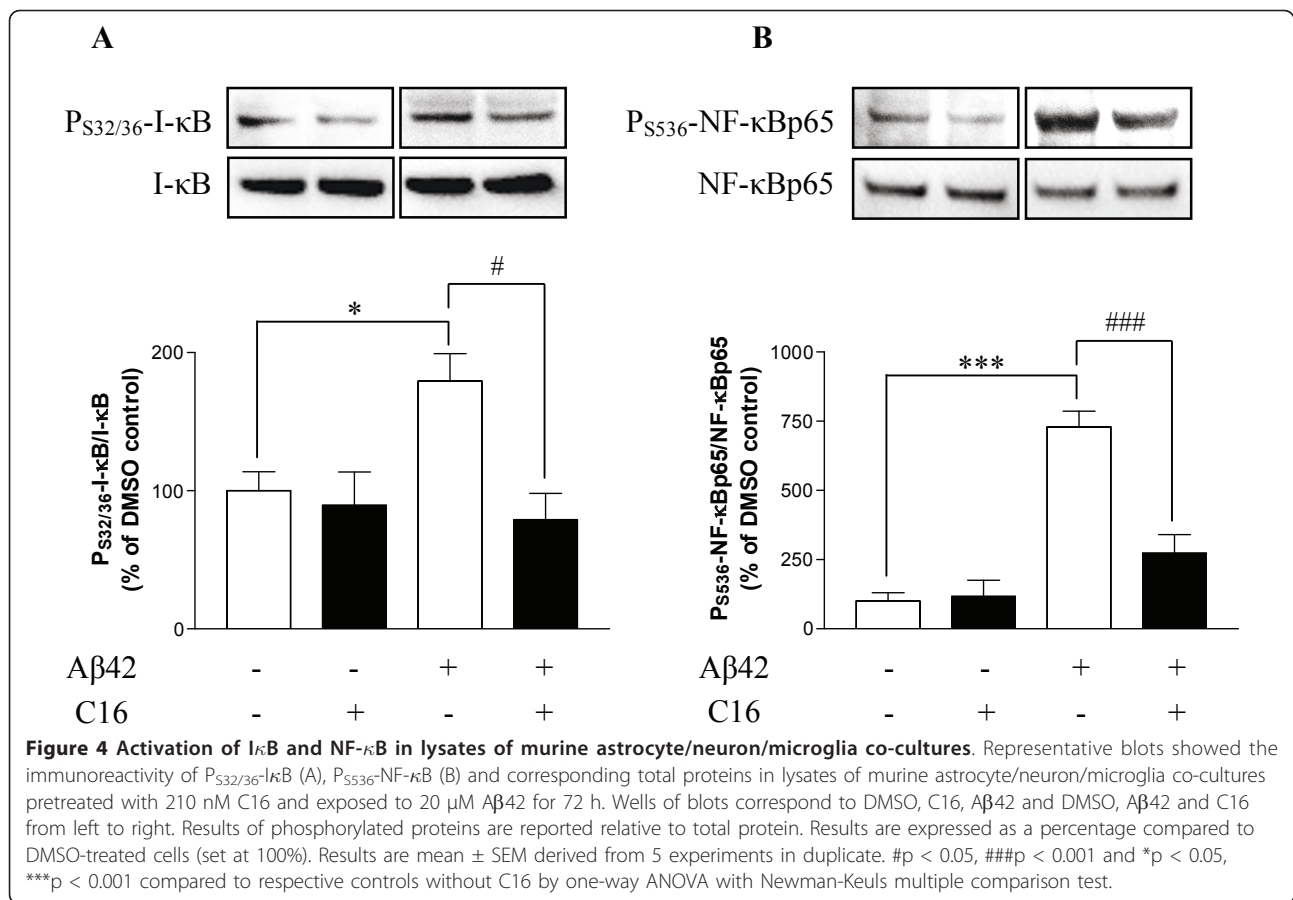 A
B
P_S32/36-I-κB
I-κB
P_S536-NF-κBp65
NF-κBp65
#
*
200
100
0
P_S32/36-I-κB/I-κB
(% of DMSO control)
###
***
1000
750
500
250
0
P_S536-NF-κBp65/NF-κBp65
(% of DMSO control)
Aβ42 - - + +
C16 - + - +
- - + +
C16 - + - +
Figure 4 Activation of IκB and NF-κB in lysates of murine astrocyte/neuron/microglia co-cultures. Representative blots showed the
immunoreactivity of P_S32/36-IκB (A), P_S536-NF-κB (B) and corresponding total proteins in lysates of murine astrocyte/neuron/microglia co-cultures
pretreated with 210 nM C16 and exposed to 20 μM Aβ42 for 72 h. Wells of blots correspond to DMSO, C16, Aβ42 and DMSO, Aβ42 and C16
from left to right. Results of phosphorylated proteins are reported relative to total protein. Results are expressed as a percentage compared to
DMSO-treated cells (set at 100%). Results are mean ± SEM derived from 5 experiments in duplicate. #p < 0.05, ###p < 0.001 and *p < 0.05,
***p < 0.001 compared to respective controls without C16 by one-way ANOVA with Newman-Keuls multiple comparison test.